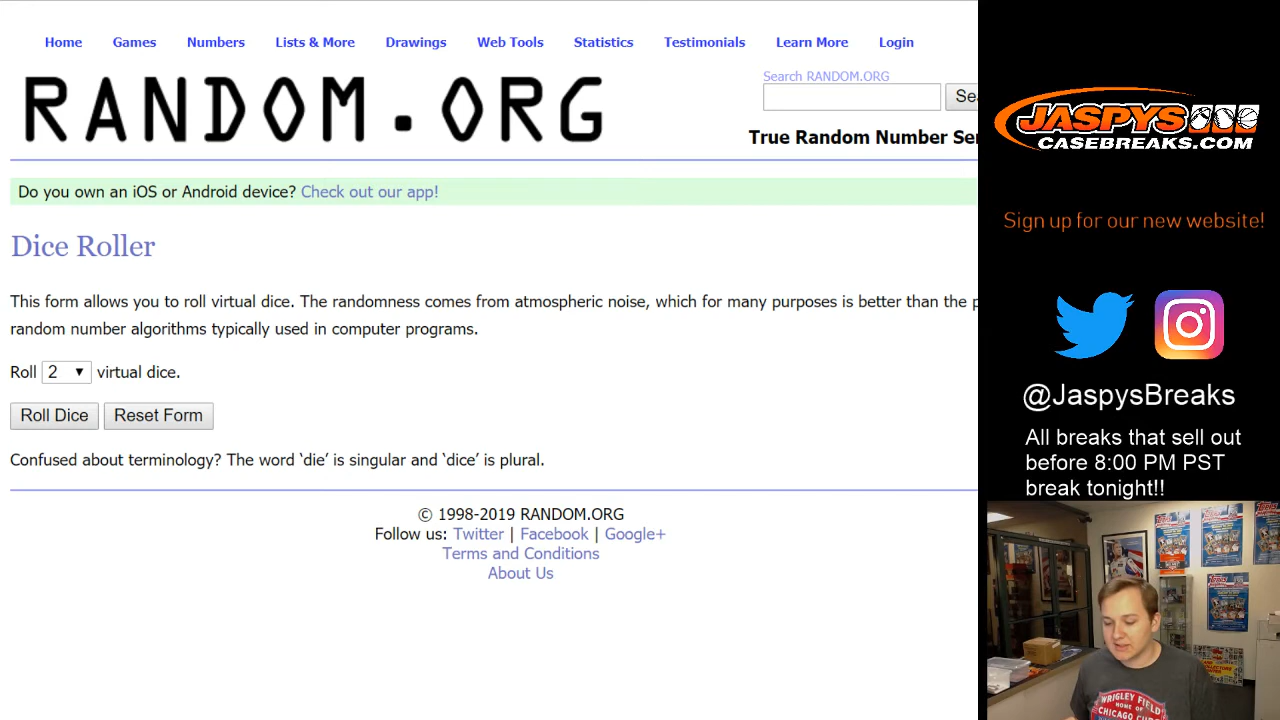 Home Games Numbers Lists & More Drawings Web Tools Statistics Testimonials Learn More Login
RANDOM.ORG
Search RANDOM.ORG
Sea
True Random Number Ser
Do you own an iOS or Android device? Check out our app!
Dice Roller
This form allows you to roll virtual dice. The randomness comes from atmospheric noise, which for many purposes is better than the p
random number algorithms typically used in computer programs.
Roll 2 virtual dice.
Roll Dice Reset Form
Confused about terminology? The word ‘die’ is singular and ‘dice’ is plural.
© 1998-2019 RANDOM.ORG
Follow us: Twitter | Facebook | Google+
Terms and Conditions
About Us
JASPYS
CASEBREAKS.COM
Sign up for our new website!
@JaspysBreaks
All breaks that sell out
before 8:00 PM PST
break tonight!!
WRIGLEY FIELD
HOME OF
CHICAGO CUBS